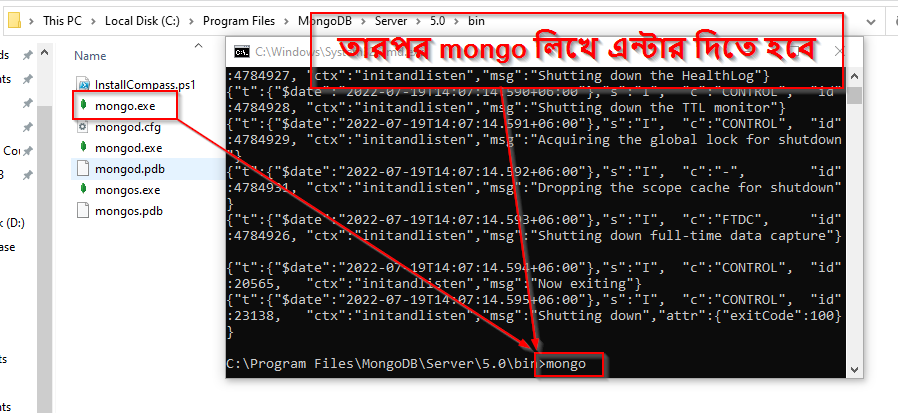 This PC > Local Disk (C:) > Program Files > MongoDB > Server > 5.0 > bin
তারপর mongo লিখে এন্টার দিতে হবে
Name
InstallCompass.ps1
mongo.exe
mongod.cfg
mongod.exe
mongod.pdb
mongos.exe
mongos.pdb
k (D:)
C:\Windows\System
:4784927, "ctx":"initandlisten","msg":"Shutting down the HealthLog"}
{"t":{"$date":"2022-07-19T14:07:14.590+06:00"},"s":"I", "c":"CONTROL", "id"
:4784928, "ctx":"initandlisten","msg":"Shutting down the TTL monitor"}
{"t":{"$date":"2022-07-19T14:07:14.591+06:00"},"s":"I", "c":"CONTROL", "id"
:4784929, "ctx":"initandlisten","msg":"Acquiring the global lock for shutdown
"}
{"t":{"$date":"2022-07-19T14:07:14.592+06:00"},"s":"I", "c":"-", "id"
:4784931, "ctx":"initandlisten","msg":"Dropping the scope cache for shutdown"
}
{"t":{"$date":"2022-07-19T14:07:14.593+06:00"},"s":"I", "c":"FTDC", "id"
:4784926, "ctx":"initandlisten","msg":"Shutting down full-time data capture"}
{"t":{"$date":"2022-07-19T14:07:14.594+06:00"},"s":"I", "c":"CONTROL", "id"
:20565, "ctx":"initandlisten","msg":"Now exiting"}
{"t":{"$date":"2022-07-19T14:07:14.595+06:00"},"s":"I", "c":"CONTROL", "id"
:23138, "ctx":"initandlisten","msg":"Shutting down","attr":{"exitCode":100}
}
C:\Program Files\MongoDB\Server\5.0\bin>mongo